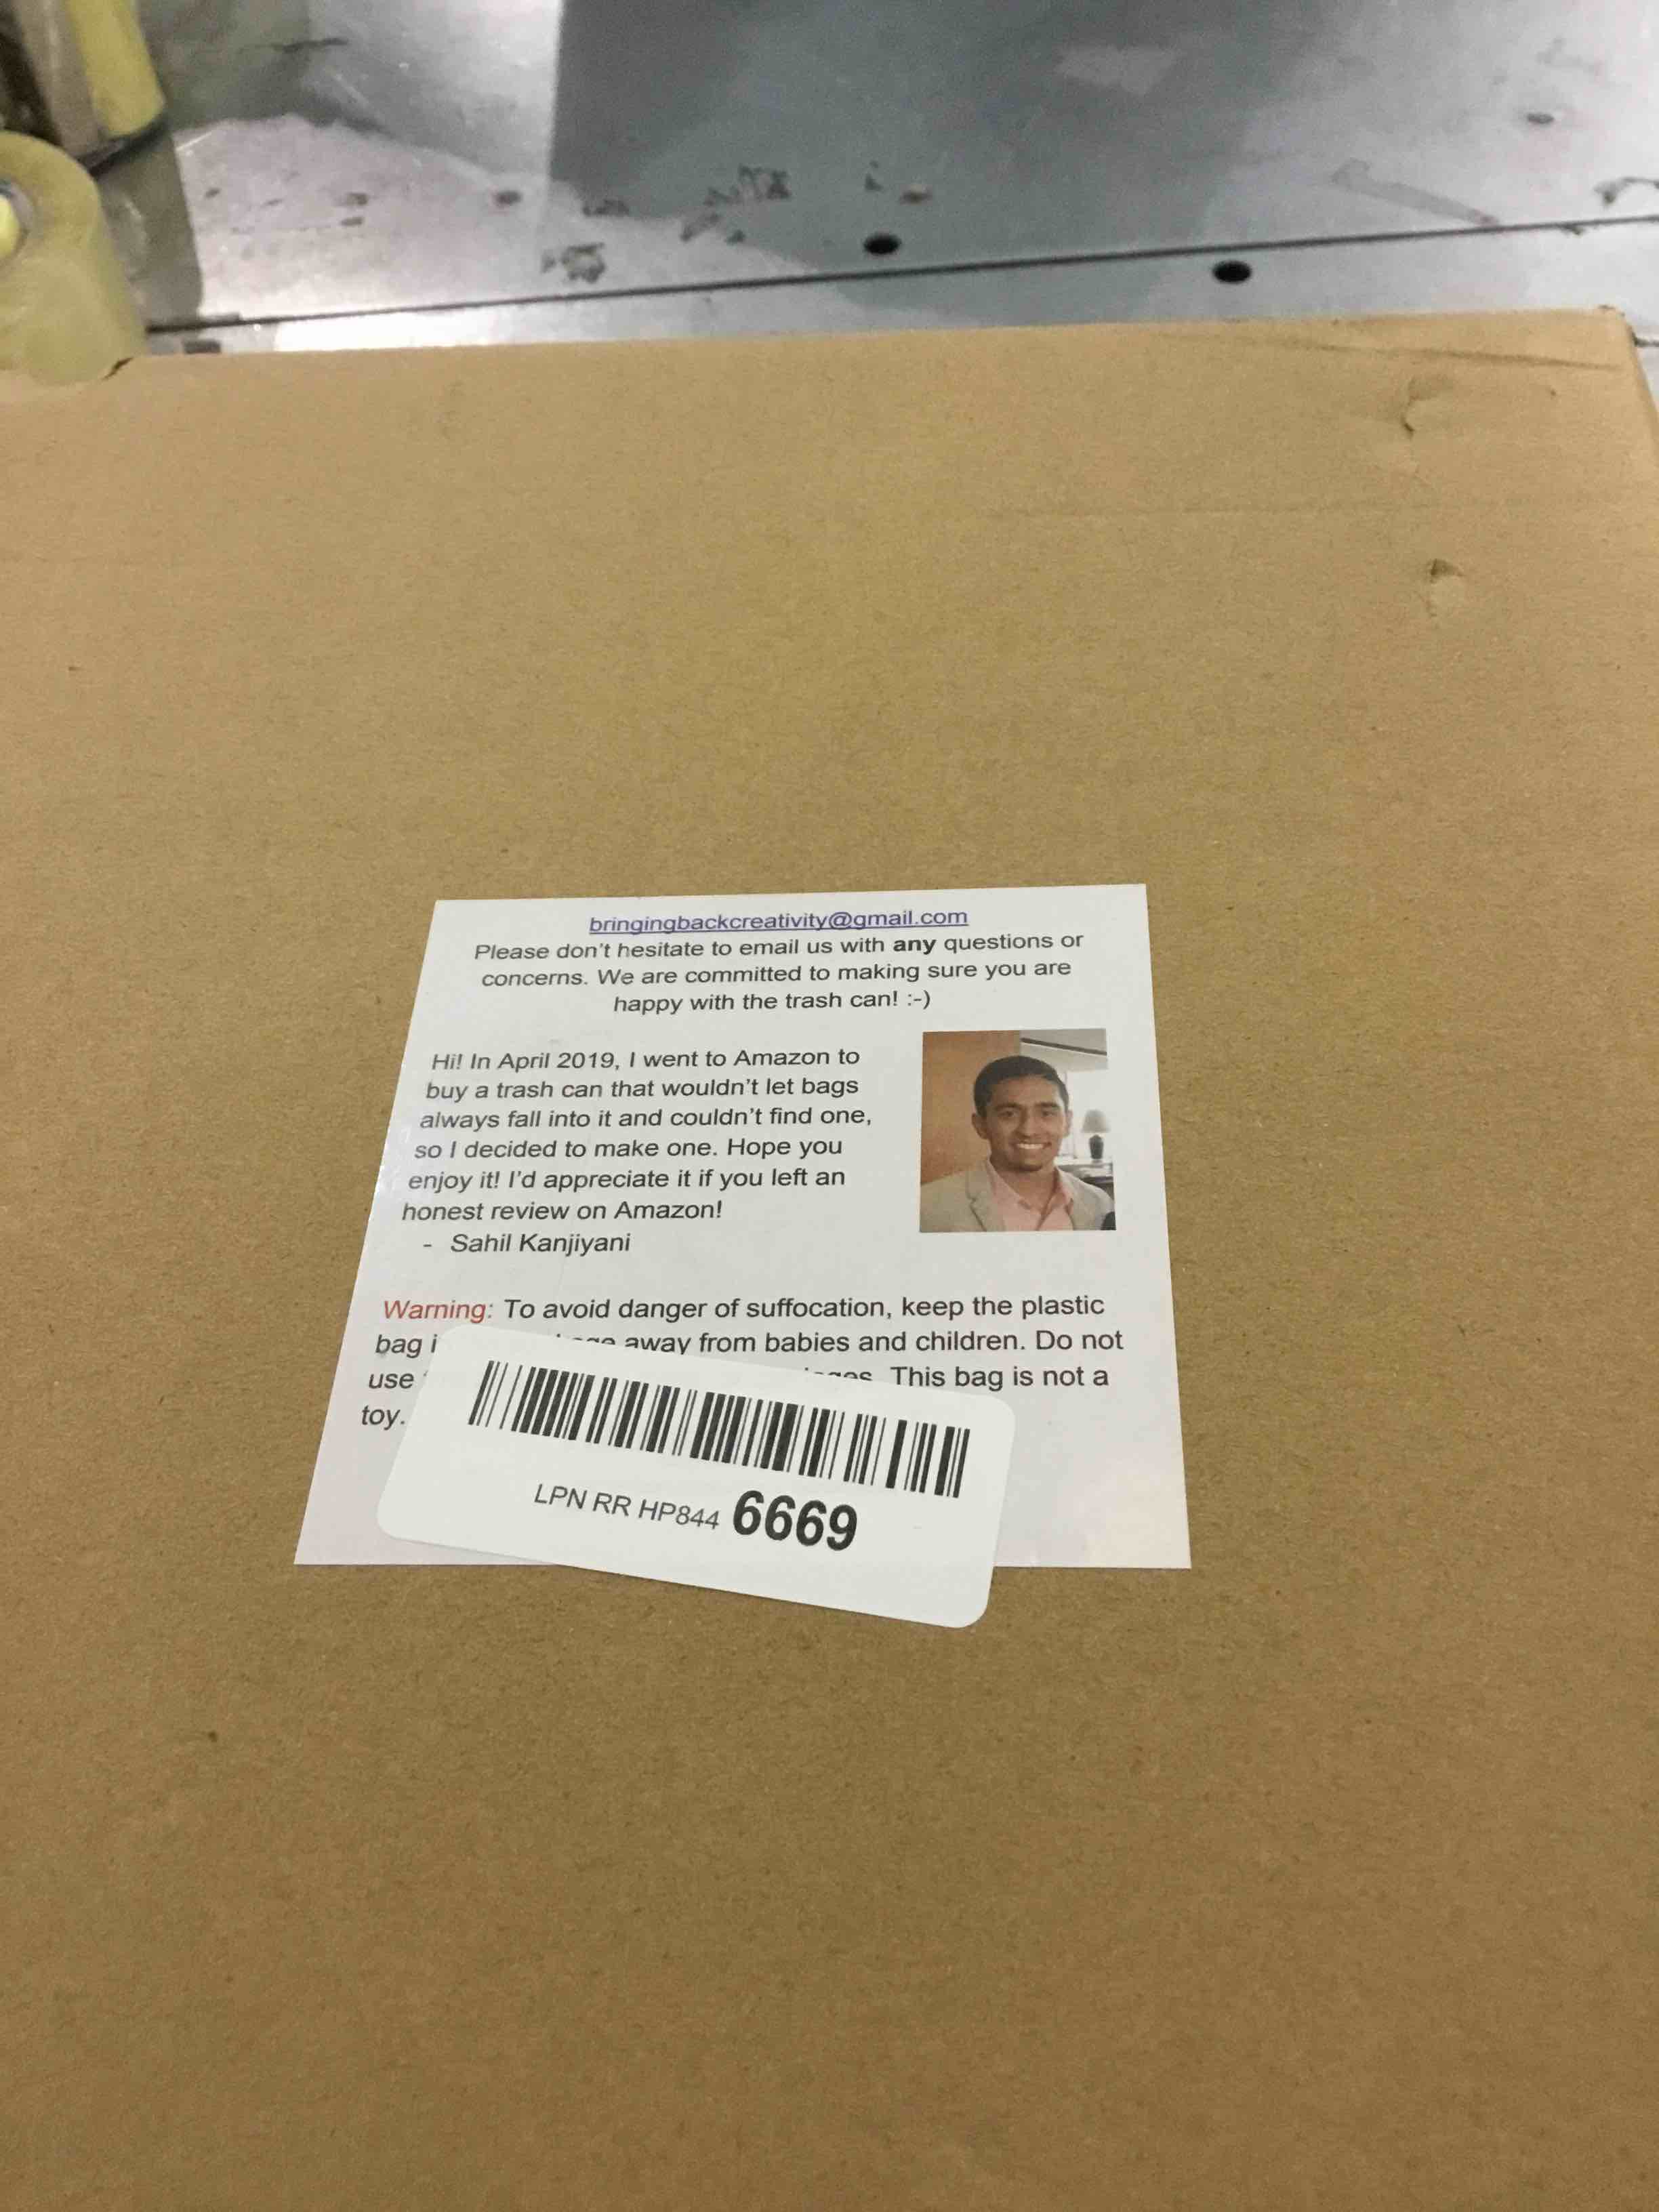 bringingbackcreativity@gmail.com
Please don't hesitate to email us with any questions or
concerns. We are committed to making sure you are
happy with the trash can! :-)
Hi! In April 2019, I went to Amazon to
buy a trash can that wouldn't let bags
always fall into it and couldn't find one,
so I decided to make one. Hope you
enjoy it! I'd appreciate it if you left an
honest review on Amazon!
- Sahil Kanjiyani
Warning: To avoid danger of suffocation, keep the plastic
bag away from babies and children. Do not
use This bag is not a
toy.
LPN RR HP844 6669